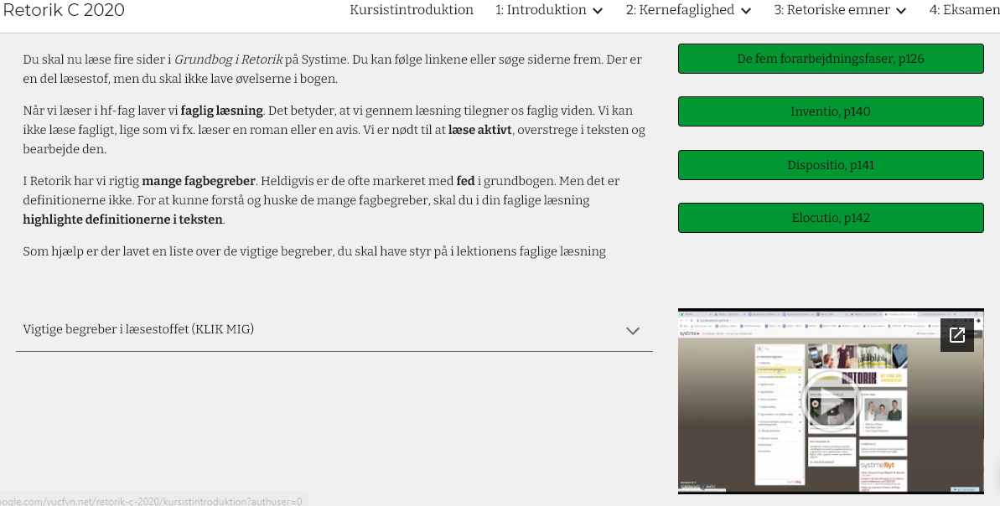 Retorik C 2020
Kursistintroduktion
1: Introduktion
2: Kernefaglighed
3: Retoriske emner
4: Eksamen
Du skal nu læse fire sider i Grundbog i Retorik på Systime. Du kan følge linkene eller søge siderne frem. Der er
en del læsestof, men du skal ikke lave øvelserne i bogen.
Når vi læser i hf-fag laver vi faglig læsning. Det betyder, at vi gennem læsning tilegner os faglig viden. Vi kan
ikke læse fagligt, lige som vi fx. læser en roman eller en avis. Vi er nødt til at læse aktivt, overstrege i teksten og
bearbejde den.
I Retorik har vi rigtig mange fagbegreber. Heldigvis er de ofte markeret med fed i grundbogen. Men det er
definitionerne ikke. For at kunne forstå og huske de mange fagbegreber, skal du i din faglige læsning
highlighte definitionerne i teksten.
Som hjælp er der lavet en liste over de vigtige begreber, du skal have styr på i lektionens faglige læsning
Vigtige begreber i læsestoffet (KLIK MIG)
De fem forarbejdningsfaser, p126
Inventio, p140
Dispositio, p141
Elocutio, p142
systime
RETORIK
systime Nyt
oogle.com/vucfyn.net/retorik-c-2020/kursistintroduktion?authuser=0